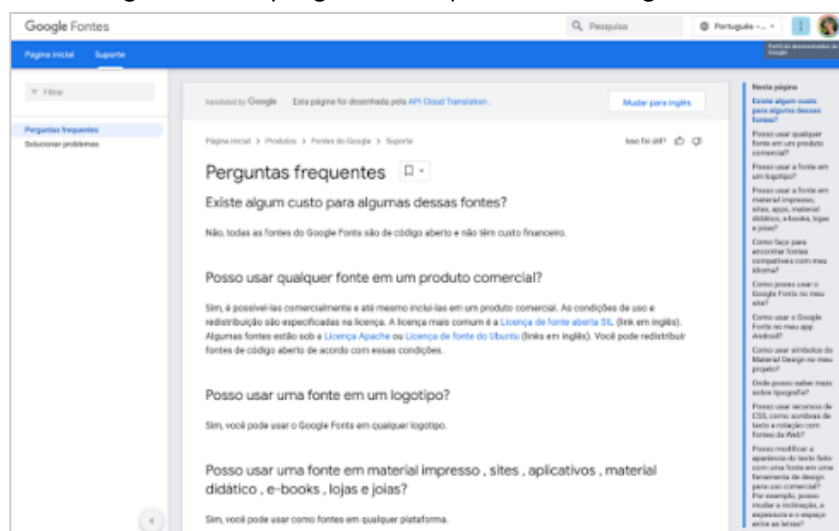 Google Fontes
Pesquisa
Português -...
Página inicial
Suporte
Perfil do desenvolvedor do
Google
Filtrar
Perguntas frequentes
Solucionar problemas
translated by Google
Esta página foi desenhada pela API Cloud Translation.
Mudar para inglês
Página inicial > Produtos > Fontes do Google > Suporte
Isso foi útil?
Perguntas frequentes
Existe algum custo para algumas dessas fontes?
Não, todas as fontes do Google Fonts são de código aberto e não têm custo financeiro.
Posso usar qualquer fonte em um produto comercial?
Sim, é possível-las comercialmente e até mesmo incluí-las em um produto comercial. As condições de uso e
redistribuição são especificadas na licença. A licença mais comum é a Licença de fonte aberta SIL (link em inglês).
Algumas fontes estão sob a Licença Apache ou Licença de fonte do Ubuntu (links em inglês). Você pode redistribuir
fontes de código aberto de acordo com essas condições.
Posso usar uma fonte em um logotipo?
Sim, você pode usar o Google Fonts em qualquer logotipo.
Posso usar uma fonte em material impresso , sites , aplicativos , material
didático , e-books , lojas e joias?
Sim, você pode usar como fontes em qualquer plataforma.
Nesta página
Existe algum custo
para alguma dessas
fontes?
Posso usar qualquer
fonte em um produto
comercial?
Posso usar a fonte em
um logotipo?
Posso usar a fonte em
material impresso,
sites, apps, material
didático, e-books, lojas
e joias?
Como faço para
encontrar fontes
compatíveis com meu
idioma?
Como posso usar o
Google Fonts no meu
site?
Como usar o Google
Fonts no meu app
Android?
Como usar símbolos do
Material Design no meu
projeto?
Onde posso saber mais
sobre tipografia?
Posso usar recursos de
CSS, como sombras de
texto e rotação com
fontes da Web?
Posso modificar a
aparência do texto feito
com uma fonte em uma
ferramenta de design
para uso comercial?
Por exemplo, posso
mudar a inclinação, a
espessura e o espaço
entre as letras?